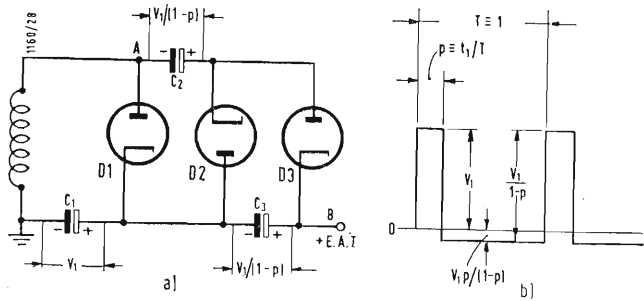 1160/28
A
V₁/(1-p)
- +
C₂
D1
D2
D3
C₁
- +
V₁
C₃
- +
V₁/(1-p)
B
+ E.A.T
a)
T ≡ 1
p ≡ t₁/T
V₁
V₁
1-p
0
V₁p/(1-p)
b)